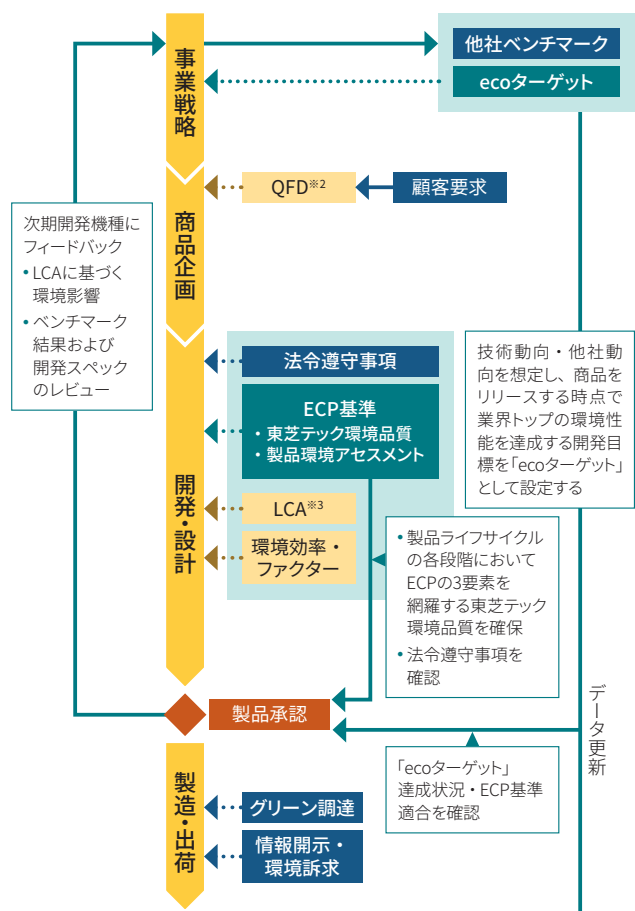 事業戦略
他社ベンチマーク
ecoターゲット
商品企画
QFD※2
顧客要求
次期開発機種に
フィードバック
• LCAに基づく
環境影響
• ベンチマーク
結果および
開発スペック
のレビュー
開発・設計
法令遵守事項
ECP基準
・東芝テック環境品質
・製品環境アセスメント
LCA※3
環境効率・
ファクター
技術動向・他社動
向を想定し、商品を
リリースする時点で
業界トップの環境性
能を達成する開発目
標を「ecoターゲット」
として設定する
• 製品ライフサイクル
の各段階において
ECPの3要素を
網羅する東芝テック
環境品質を確保
• 法令遵守事項を
確認
製品承認
データ更新
「ecoターゲット」
達成状況・ECP基準
適合を確認
製造・出荷
グリーン調達
情報開示・
環境訴求